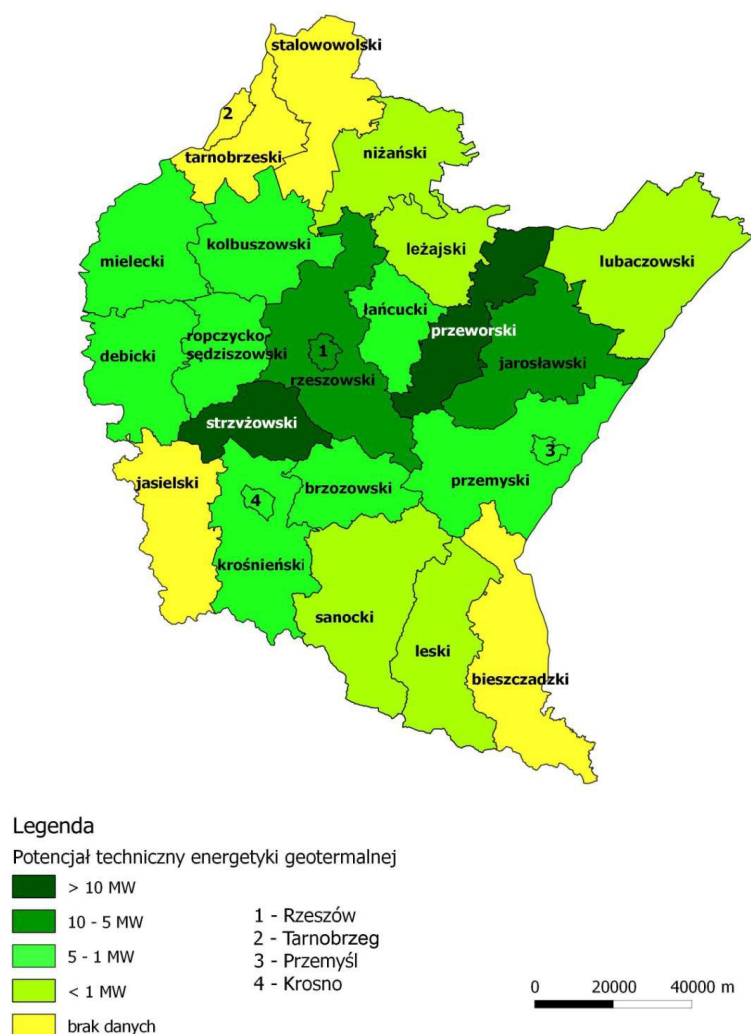 stalowowolski
2
tarnobrzeski
niżański
mielecki
kolbuszowski
leżajski
lubaczowski
łańcucki
przeworski
debicki
ropczycko
sędziszowski
1
rzeszowski
jarosławski
strzyżowski
jasielski
4
brzozowski
przemyski
3
krośnieński
sanocki
leski
bieszczadzki
Legenda
Potencjał techniczny energetyki geotermalnej
> 10 MW
10 - 5 MW
5 - 1 MW
< 1 MW
brak danych
1 - Rzeszów
2 - Tarnobrzeg
3 - Przemyśl
4 - Krosno
0 20000 40000 m